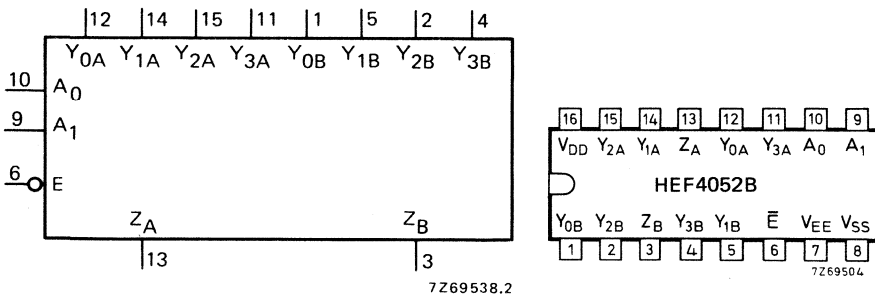 12 14 15 11 1 5 2 4
Y0A Y1A Y2A Y3A Y0B Y1B Y2B Y3B
10 A0
9 A1
6 E
ZA ZB
13 3
7Z69538.2
16 15 14 13 12 11 10 9
VDD Y2A Y1A ZA Y0A Y3A A0 A1
HEF4052B
Y0B Y2B ZB Y3B Y1B E̅ VEE VSS
1 2 3 4 5 6 7 8
7Z69504